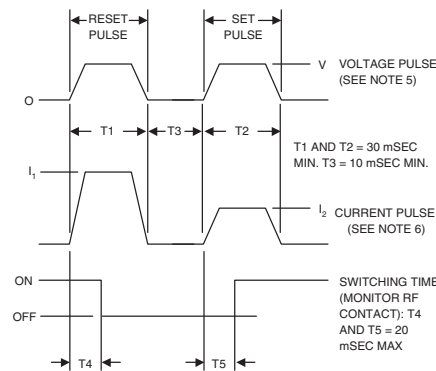 RESET
PULSE
SET
PULSE
V
VOLTAGE PULSE
(SEE NOTE 5)
O
T1
T3
T2
T1 AND T2 = 30 mSEC
MIN. T3 = 10 mSEC MIN.
I₁
I₂
CURRENT PULSE
(SEE NOTE 6)
ON
OFF
SWITCHING TIME
(MONITOR RF
CONTACT): T4
AND T5 = 20
mSEC MAX
T4
T5